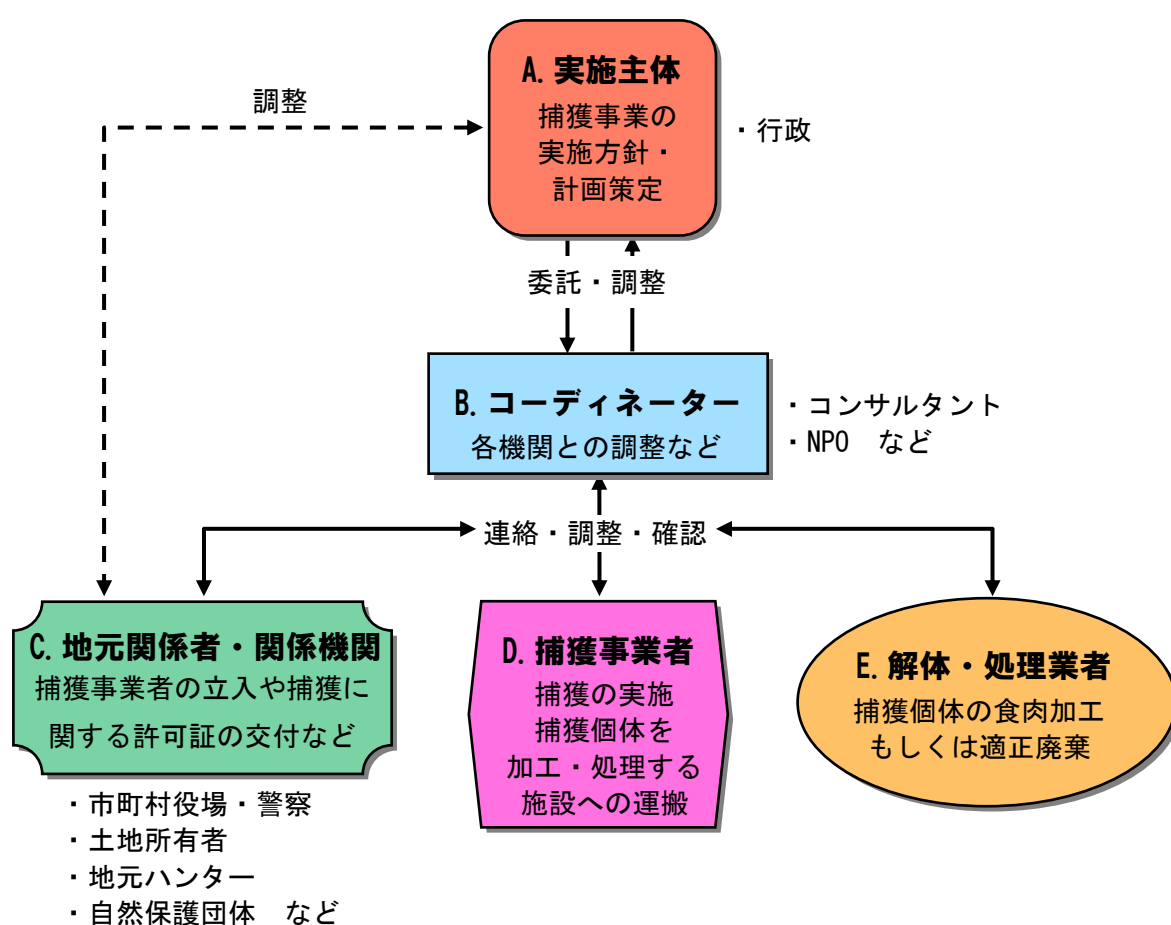 A. 実施主体
捕獲事業の
実施方針・
計画策定
・行政
調整
委託・調整
B. コーディネーター
各機関との調整など
・コンサルタント
・NPO　など
連絡・調整・確認
C. 地元関係者・関係機関
捕獲事業者の立入や捕獲に
関する許可証の交付など
・市町村役場・警察
・土地所有者
・地元ハンター
・自然保護団体　など
D. 捕獲事業者
捕獲の実施
捕獲個体を
加工・処理する
施設への運搬
E. 解体・処理業者
捕獲個体の食肉加工
もしくは適正廃棄